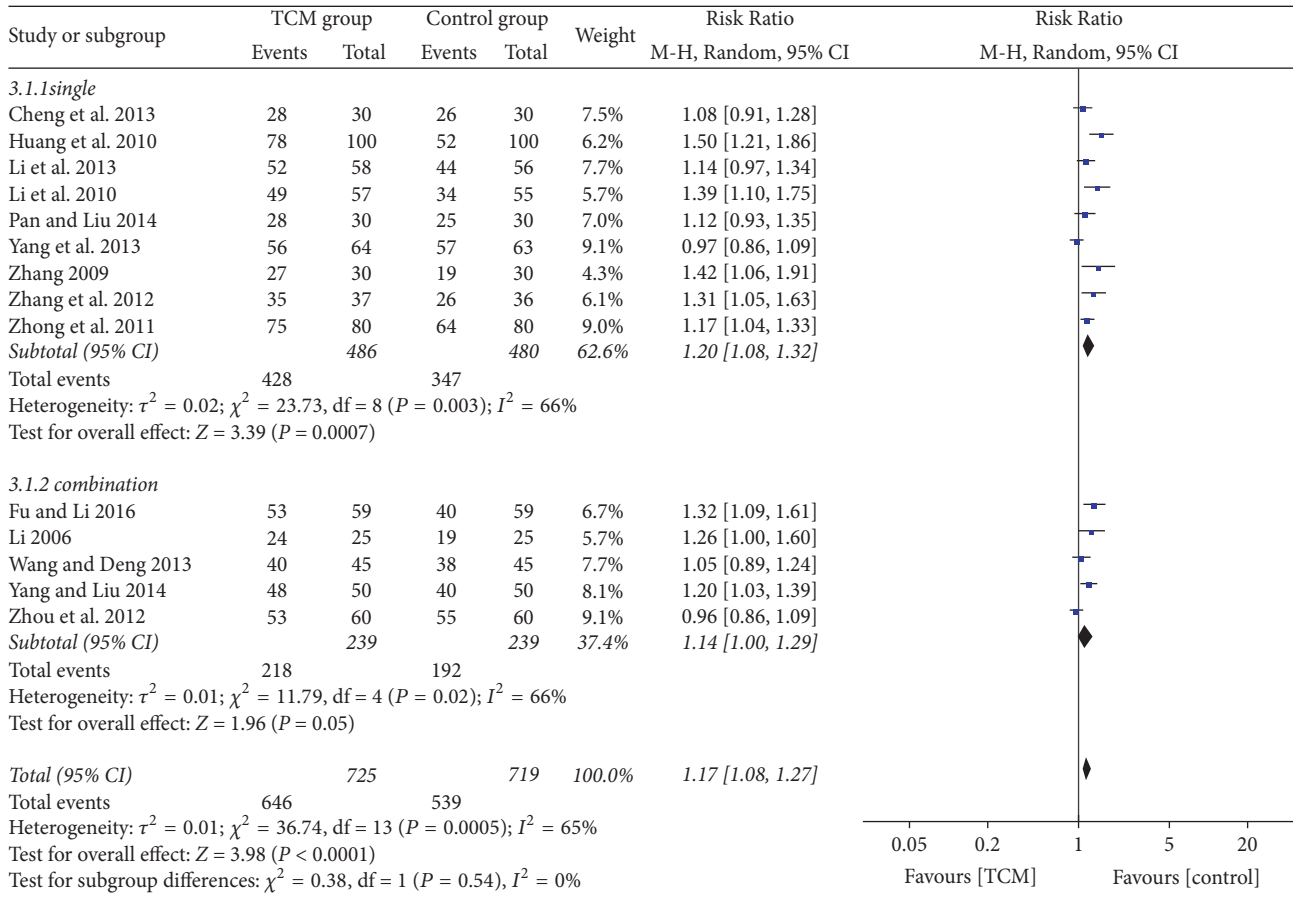 Study or subgroup TCM group Control group Weight Risk Ratio Risk Ratio
Events Total Events Total M-H, Random, 95% CI M-H, Random, 95% CI
3.1.1single
Cheng et al. 2013 28 30 26 30 7.5% 1.08 [0.91, 1.28]
Huang et al. 2010 78 100 52 100 6.2% 1.50 [1.21, 1.86]
Li et al. 2013 52 58 44 56 7.7% 1.14 [0.97, 1.34]
Li et al. 2010 49 57 34 55 5.7% 1.39 [1.10, 1.75]
Pan and Liu 2014 28 30 25 30 7.0% 1.12 [0.93, 1.35]
Yang et al. 2013 56 64 57 63 9.1% 0.97 [0.86, 1.09]
Zhang 2009 27 30 19 30 4.3% 1.42 [1.06, 1.91]
Zhang et al. 2012 35 37 26 36 6.1% 1.31 [1.05, 1.63]
Zhong et al. 2011 75 80 64 80 9.0% 1.17 [1.04, 1.33]
Subtotal (95% CI) 486 480 62.6% 1.20 [1.08, 1.32]
Total events 428 347
Heterogeneity: τ² = 0.02; χ² = 23.73, df = 8 (P = 0.003); I² = 66%
Test for overall effect: Z = 3.39 (P = 0.0007)
3.1.2 combination
Fu and Li 2016 53 59 40 59 6.7% 1.32 [1.09, 1.61]
Li 2006 24 25 19 25 5.7% 1.26 [1.00, 1.60]
Wang and Deng 2013 40 45 38 45 7.7% 1.05 [0.89, 1.24]
Yang and Liu 2014 48 50 40 50 8.1% 1.20 [1.03, 1.39]
Zhou et al. 2012 53 60 55 60 9.1% 0.96 [0.86, 1.09]
Subtotal (95% CI) 239 239 37.4% 1.14 [1.00, 1.29]
Total events 218 192
Heterogeneity: τ² = 0.01; χ² = 11.79, df = 4 (P = 0.02); I² = 66%
Test for overall effect: Z = 1.96 (P = 0.05)
Total (95% CI) 725 719 100.0% 1.17 [1.08, 1.27]
Total events 646 539
Heterogeneity: τ² = 0.01; χ² = 36.74, df = 13 (P = 0.0005); I² = 65%
Test for overall effect: Z = 3.98 (P < 0.0001)
Test for subgroup differences: χ² = 0.38, df = 1 (P = 0.54), I² = 0%
0.05 0.2 1 5 20
Favours [TCM] Favours [control]